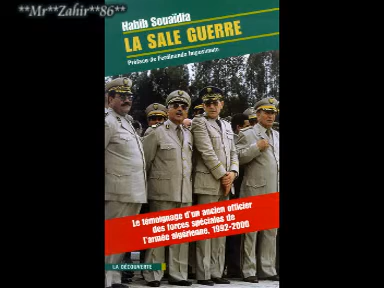 **Mr**Zahir**86**
Habib Souaïdia
LA SALE GUERRE
Préface de Ferdinando Imposimato
Le témoignage d'un ancien officier
des forces spéciales de
l'armée algérienne, 1992-2000
LA DÉCOUVERTE